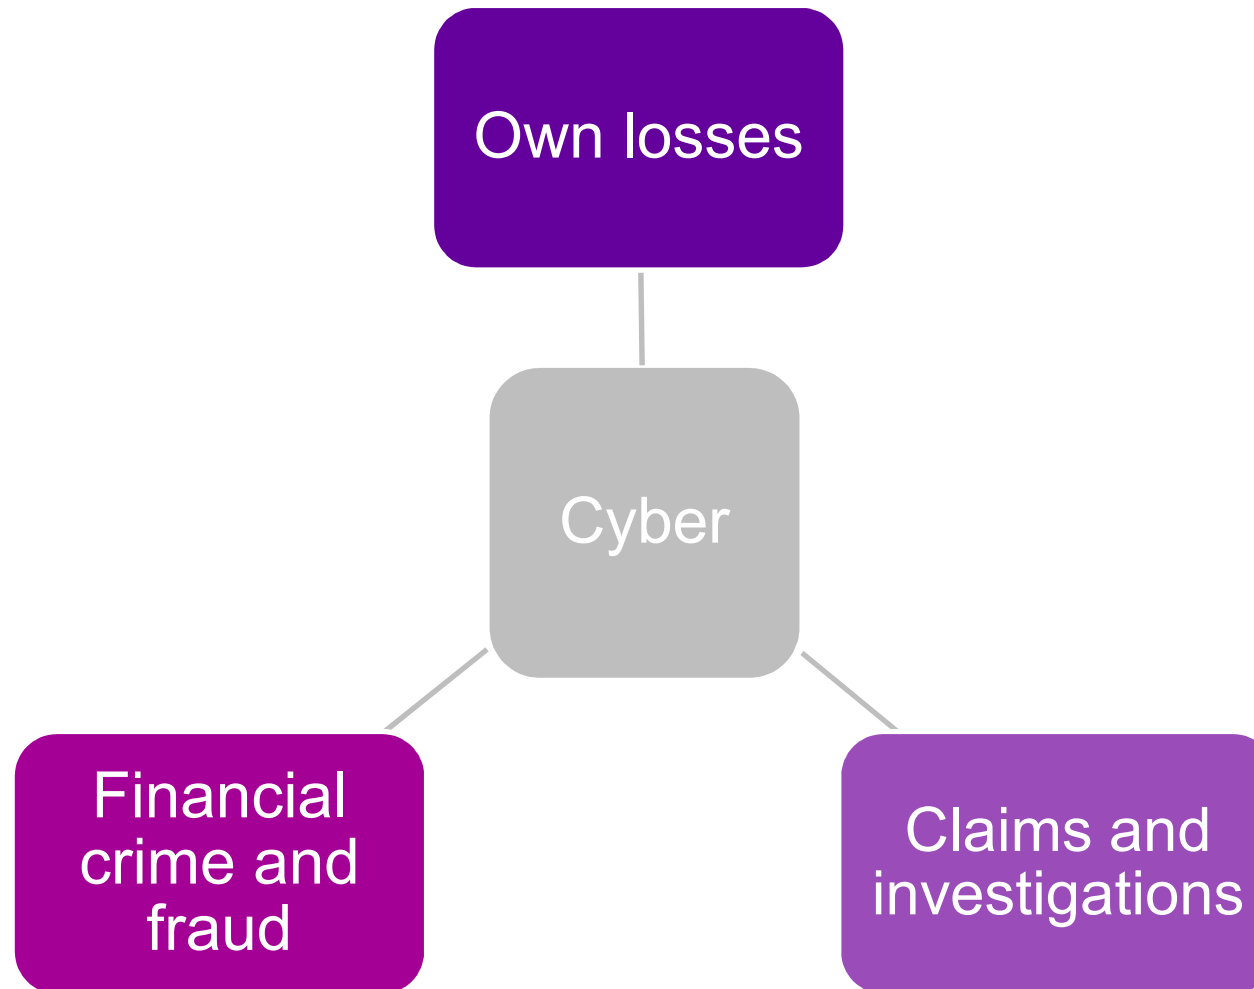 Own losses
Cyber
Financial
crime and
fraud
Claims and
investigations